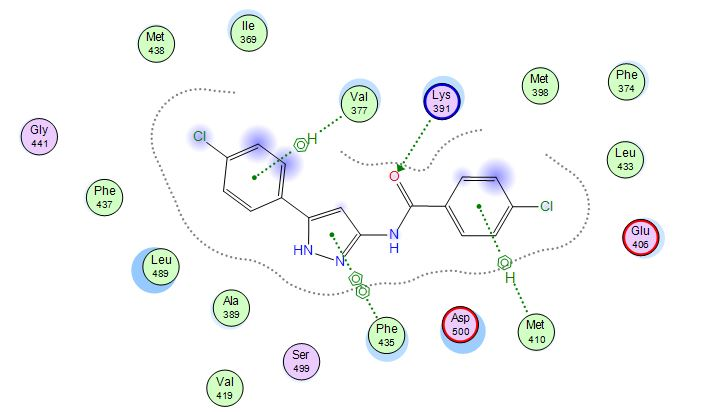 Ile
369
Met
438
Val
377
Lys
391
Met
398
Phe
374
Gly
441
Cl
H
Leu
433
O
Phe
437
Cl
Glu
406
HN
N
N
H
Leu
489
H
Ala
389
Phe
435
Asp
500
Met
410
Ser
499
Val
419